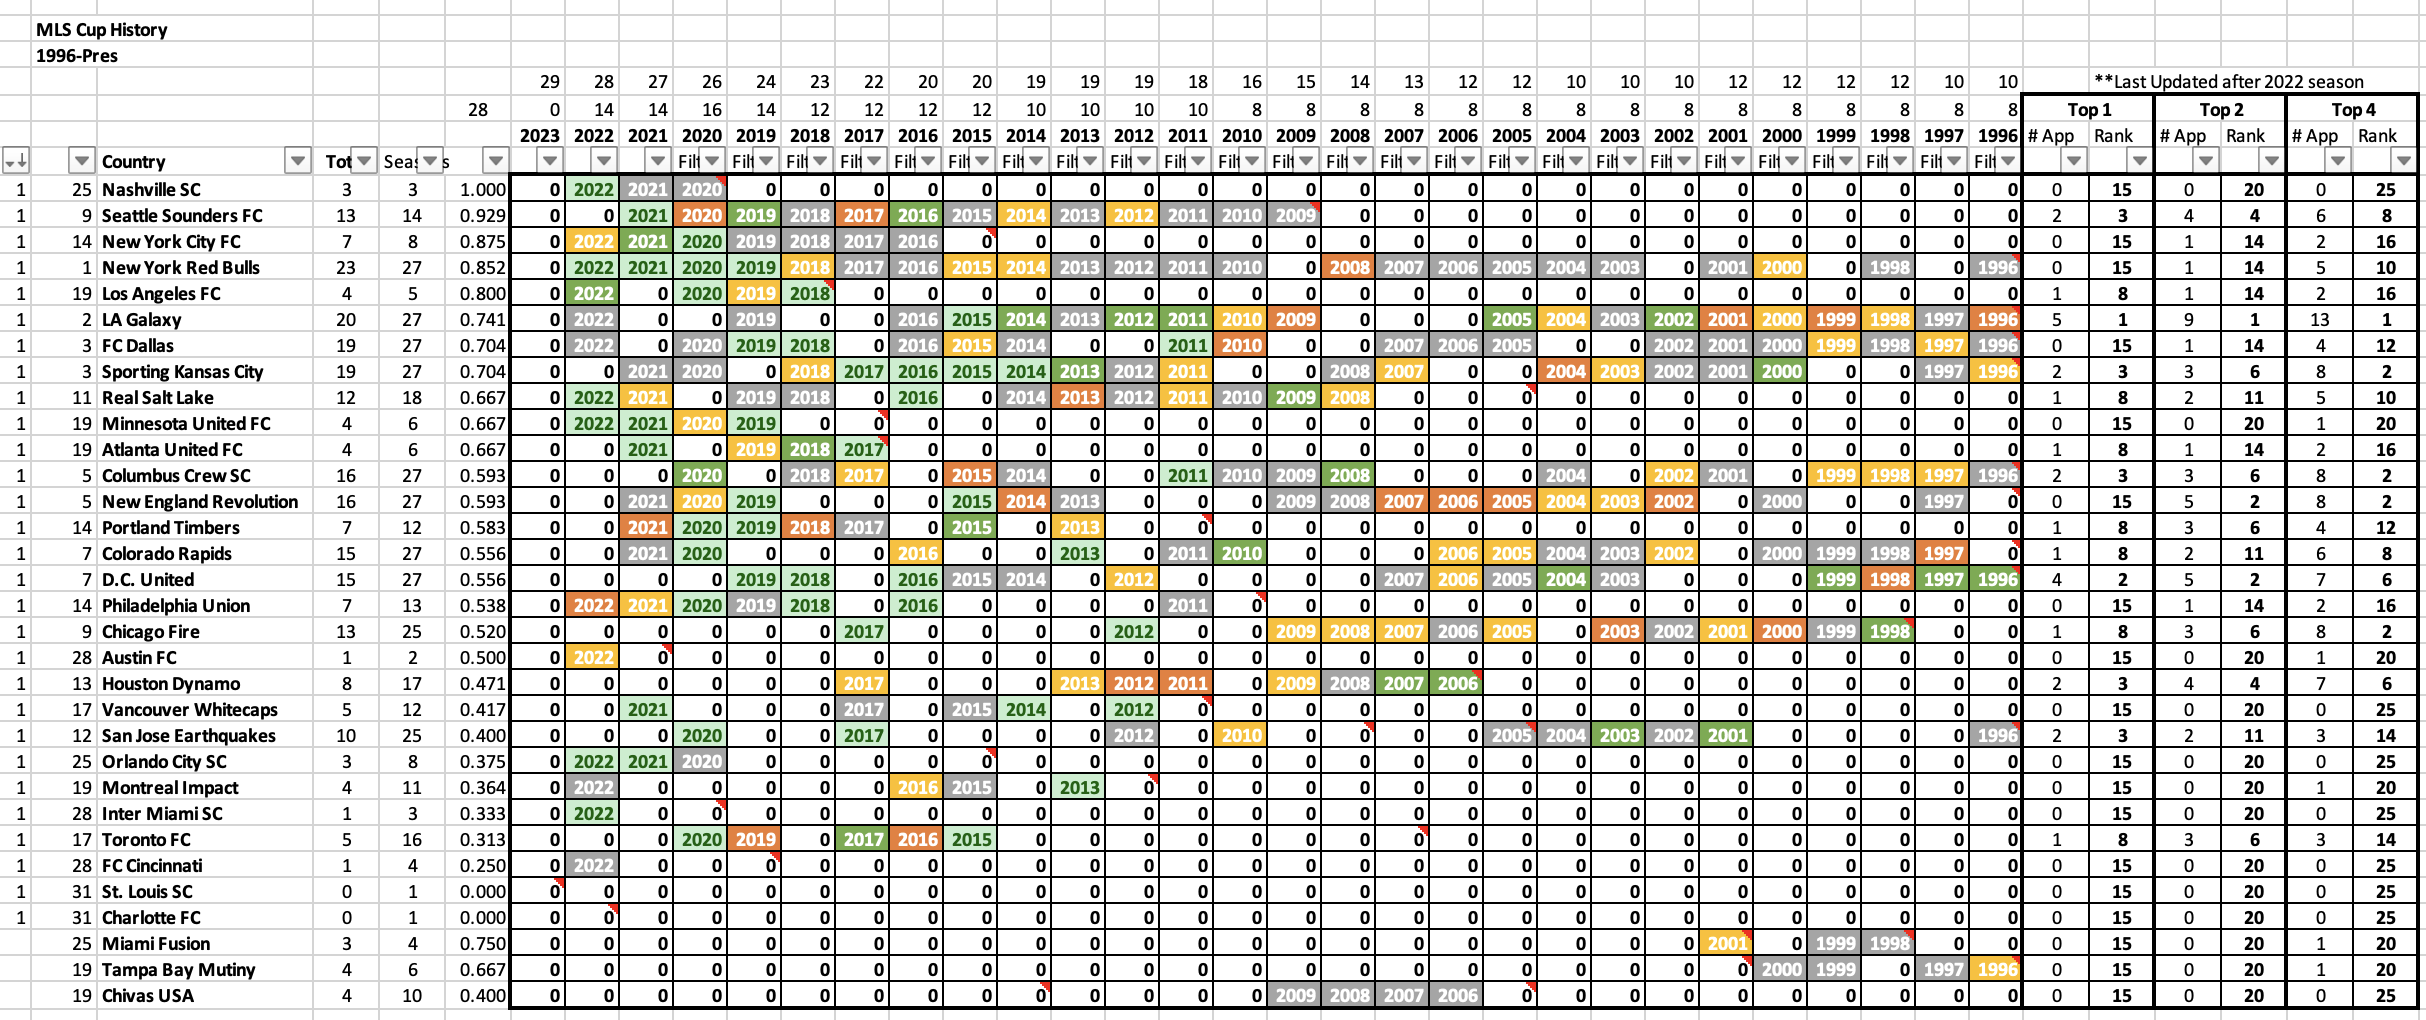 MLS Cup History
1996-Pres
29 28 27 26 24 23 22 20 20 19 19 19 18 16 15 14 13 12 12 10 10 10 12 12 12 12 10 10 **Last Updated after 2022 season
28 0 14 14 16 14 12 12 12 12 10 10 10 10 8 8 8 8 8 8 8 8 8 8 8 8 8 8 8 Top 1 Top 2 Top 4
2023 2022 2021 2020 2019 2018 2017 2016 2015 2014 2013 2012 2011 2010 2009 2008 2007 2006 2005 2004 2003 2002 2001 2000 1999 1998 1997 1996 # App Rank # App Rank # App Rank
Country Tot Seas s Filt Filt Filt Filt Filt Filt Filt Filt Filt Filt Filt Filt Filt Filt Filt Filt Filt Filt Filt Filt Filt Filt Filt Filt Filt
1 25 Nashville SC 3 3 1.000 0 2022 2021 2020 0 0 0 0 0 0 0 0 0 0 0 0 0 0 0 0 0 0 0 0 0 0 0 0 0 15 0 20 0 25
1 9 Seattle Sounders FC 13 14 0.929 0 0 2021 2020 2019 2018 2017 2016 2015 2014 2013 2012 2011 2010 2009 0 0 0 0 0 0 0 0 0 0 0 0 0 2 3 4 4 6 8
1 14 New York City FC 7 8 0.875 0 2022 2021 2020 2019 2018 2017 2016 0 0 0 0 0 0 0 0 0 0 0 0 0 0 0 0 0 0 0 0 0 15 1 14 2 16
1 1 New York Red Bulls 23 27 0.852 0 2022 2021 2020 2019 2018 2017 2016 2015 2014 2013 2012 2011 2010 0 2008 2007 2006 2005 2004 2003 0 2001 2000 0 1998 0 1996 0 15 1 14 5 10
1 19 Los Angeles FC 4 5 0.800 0 2022 0 2020 2019 2018 0 0 0 0 0 0 0 0 0 0 0 0 0 0 0 0 0 0 0 0 0 0 1 8 1 14 2 16
1 2 LA Galaxy 20 27 0.741 0 2022 0 0 2019 0 0 2016 2015 2014 2013 2012 2011 2010 2009 0 0 0 2005 2004 2003 2002 2001 2000 1999 1998 1997 1996 5 1 9 1 13 1
1 3 FC Dallas 19 27 0.704 0 2022 0 2020 2019 2018 0 2016 2015 2014 0 0 2011 2010 0 0 2007 2006 2005 0 0 2002 2001 2000 1999 1998 1997 1996 0 15 1 14 4 12
1 3 Sporting Kansas City 19 27 0.704 0 0 2021 2020 0 2018 2017 2016 2015 2014 2013 2012 2011 0 0 2008 2007 0 0 2004 2003 2002 2001 2000 0 0 1997 1996 2 3 3 6 8 2
1 11 Real Salt Lake 12 18 0.667 0 2022 2021 0 2019 2018 0 2016 0 2014 2013 2012 2011 2010 2009 2008 0 0 0 0 0 0 0 0 0 0 0 0 1 8 2 11 5 10
1 19 Minnesota United FC 4 6 0.667 0 2022 2021 2020 2019 0 0 0 0 0 0 0 0 0 0 0 0 0 0 0 0 0 0 0 0 0 0 0 0 15 0 20 1 20
1 19 Atlanta United FC 4 6 0.667 0 0 2021 0 2019 2018 2017 0 0 0 0 0 0 0 0 0 0 0 0 0 0 0 0 0 0 0 0 0 1 8 1 14 2 16
1 5 Columbus Crew SC 16 27 0.593 0 0 0 2020 0 2018 2017 0 2015 2014 0 0 2011 2010 2009 2008 0 0 0 2004 0 2002 2001 0 1999 1998 1997 1996 2 3 3 6 8 2
1 5 New England Revolution 16 27 0.593 0 0 2021 2020 2019 0 0 0 2015 2014 2013 0 0 0 2009 2008 2007 2006 2005 2004 2003 2002 0 2000 0 0 1997 0 0 15 5 2 8 2
1 14 Portland Timbers 7 12 0.583 0 0 2021 2020 2019 2018 2017 0 2015 0 2013 0 0 0 0 0 0 0 0 0 0 0 0 0 0 0 0 0 1 8 3 6 4 12
1 7 Colorado Rapids 15 27 0.556 0 0 2021 2020 0 0 0 2016 0 0 2013 0 2011 2010 0 0 0 2006 2005 2004 2003 2002 0 2000 1999 1998 1997 0 1 8 2 11 6 8
1 7 D.C. United 15 27 0.556 0 0 0 0 2019 2018 0 2016 2015 2014 0 2012 0 0 0 0 2007 2006 2005 2004 2003 0 0 0 1999 1998 1997 1996 4 2 5 2 7 6
1 14 Philadelphia Union 7 13 0.538 0 2022 2021 2020 2019 2018 0 2016 0 0 0 0 2011 0 0 0 0 0 0 0 0 0 0 0 0 0 0 0 0 15 1 14 2 16
1 9 Chicago Fire 13 25 0.520 0 0 0 0 0 0 2017 0 0 0 0 2012 0 0 2009 2008 2007 2006 2005 0 2003 2002 2001 2000 1999 1998 0 0 1 8 3 6 8 2
1 28 Austin FC 1 2 0.500 0 2022 0 0 0 0 0 0 0 0 0 0 0 0 0 0 0 0 0 0 0 0 0 0 0 0 0 0 0 15 0 20 1 20
1 13 Houston Dynamo 8 17 0.471 0 0 0 0 0 0 2017 0 0 0 2013 2012 2011 0 2009 2008 2007 2006 0 0 0 0 0 0 0 0 0 0 2 3 4 4 7 6
1 17 Vancouver Whitecaps 5 12 0.417 0 0 2021 0 0 0 2017 0 2015 2014 0 2012 0 0 0 0 0 0 0 0 0 0 0 0 0 0 0 0 0 15 0 20 0 25
1 12 San Jose Earthquakes 10 25 0.400 0 0 0 2020 0 0 2017 0 0 0 0 2012 0 2010 0 0 0 0 2005 2004 2003 2002 2001 0 0 0 0 1996 2 3 2 11 3 14
1 25 Orlando City SC 3 8 0.375 0 2022 2021 2020 0 0 0 0 0 0 0 0 0 0 0 0 0 0 0 0 0 0 0 0 0 0 0 0 0 15 0 20 0 25
1 19 Montreal Impact 4 11 0.364 0 2022 0 0 0 0 0 2016 2015 0 2013 0 0 0 0 0 0 0 0 0 0 0 0 0 0 0 0 0 0 15 0 20 1 20
1 28 Inter Miami SC 1 3 0.333 0 2022 0 0 0 0 0 0 0 0 0 0 0 0 0 0 0 0 0 0 0 0 0 0 0 0 0 0 0 15 0 20 0 25
1 17 Toronto FC 5 16 0.313 0 0 0 2020 2019 0 2017 2016 2015 0 0 0 0 0 0 0 0 0 0 0 0 0 0 0 0 0 0 0 1 8 3 6 3 14
1 28 FC Cincinnati 1 4 0.250 0 2022 0 0 0 0 0 0 0 0 0 0 0 0 0 0 0 0 0 0 0 0 0 0 0 0 0 0 0 15 0 20 0 25
1 31 St. Louis SC 0 1 0.000 0 0 0 0 0 0 0 0 0 0 0 0 0 0 0 0 0 0 0 0 0 0 0 0 0 0 0 0 0 15 0 20 0 25
1 31 Charlotte FC 0 1 0.000 0 0 0 0 0 0 0 0 0 0 0 0 0 0 0 0 0 0 0 0 0 0 0 0 0 0 0 0 0 15 0 20 0 25
25 Miami Fusion 3 4 0.750 0 0 0 0 0 0 0 0 0 0 0 0 0 0 0 0 0 0 0 0 0 0 2001 0 1999 1998 0 0 0 15 0 20 1 20
19 Tampa Bay Mutiny 4 6 0.667 0 0 0 0 0 0 0 0 0 0 0 0 0 0 0 0 0 0 0 0 0 0 0 2000 1999 0 1997 1996 0 15 0 20 1 20
19 Chivas USA 4 10 0.400 0 0 0 0 0 0 0 0 0 0 0 0 0 0 2009 2008 2007 2006 0 0 0 0 0 0 0 0 0 0 0 15 0 20 0 25